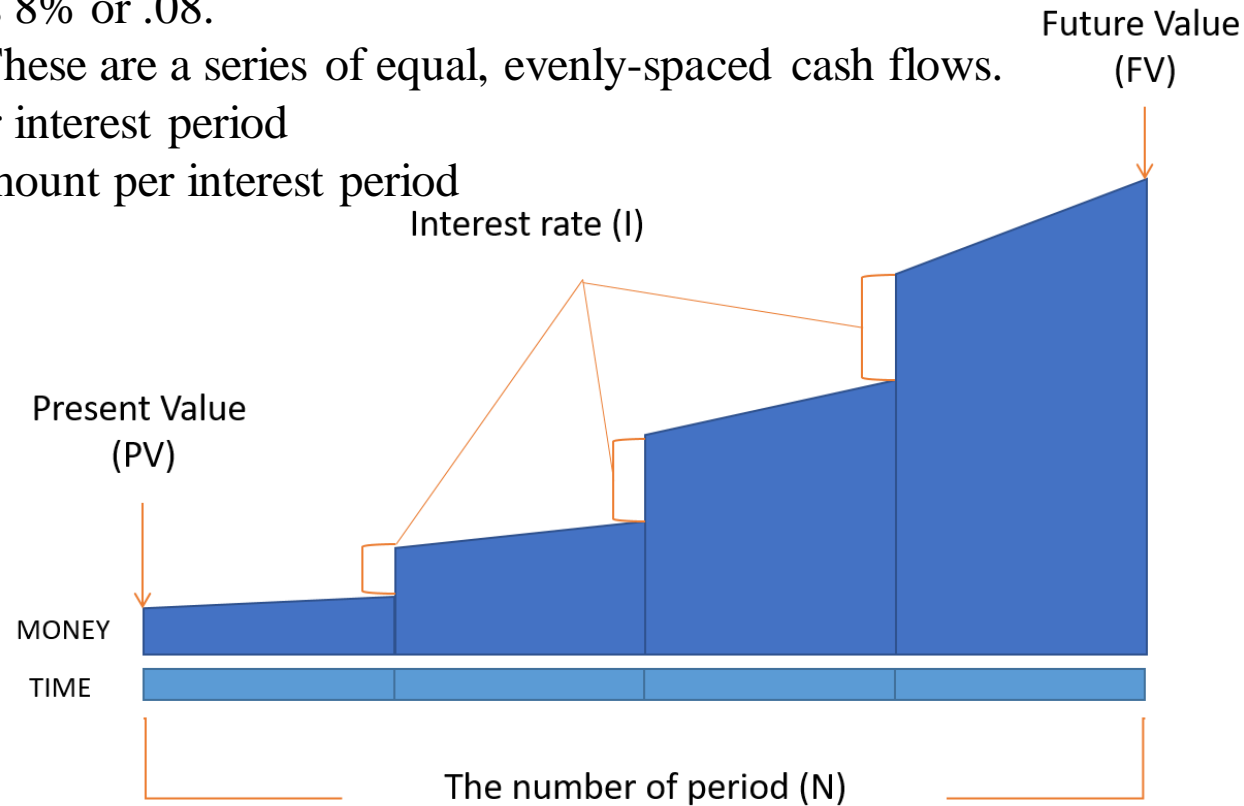 8% or .08.
These are a series of equal, evenly-spaced cash flows.
interest period
mount per interest period
Future Value
(FV)
Interest rate (I)
Present Value
(PV)
MONEY
TIME
The number of period (N)